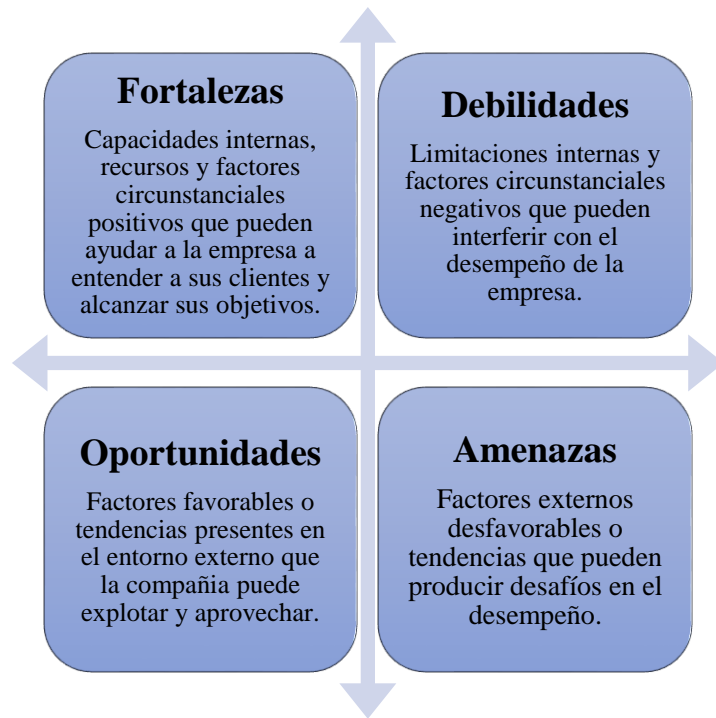 Fortalezas
Capacidades internas,
recursos y factores
circunstanciales
positivos que pueden
ayudar a la empresa a
entender a sus clientes y
alcanzar sus objetivos.
Debilidades
Limitaciones internas y
factores circunstanciales
negativos que pueden
interferir con el
desempeño de la
empresa.
Oportunidades
Factores favorables o
tendencias presentes en
el entorno externo que
la compañia puede
explotar y aprovechar.
Amenazas
Factores externos
desfavorables o
tendencias que pueden
producir desafíos en el
desempeño.